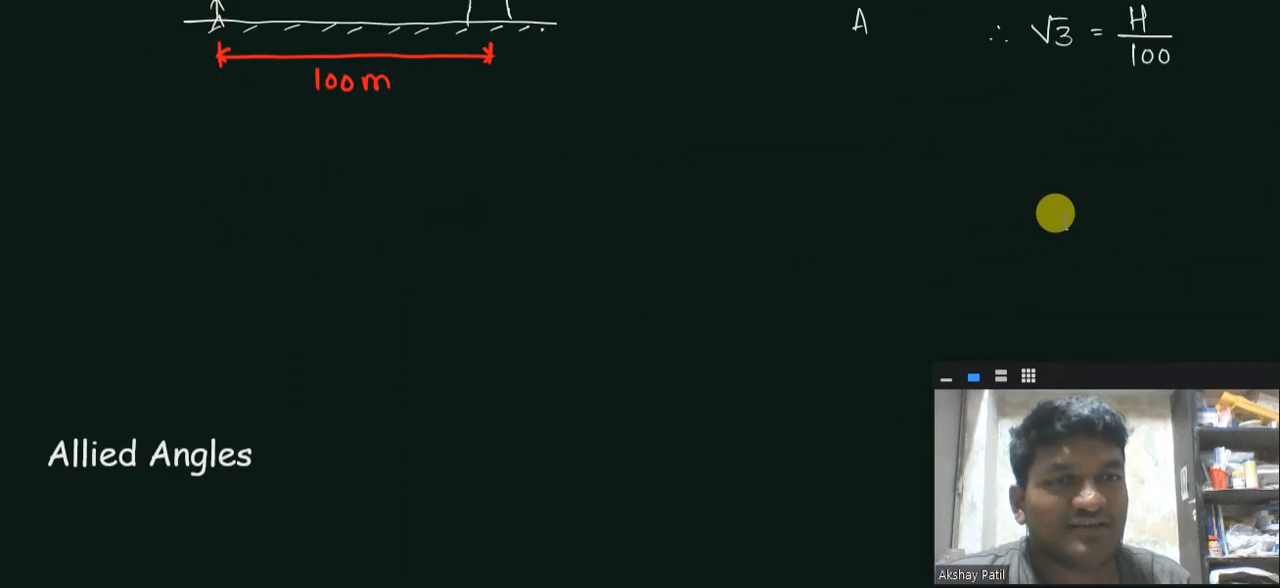 A
∴ √3 = H/100
100 m
Allied Angles
Akshay Patil